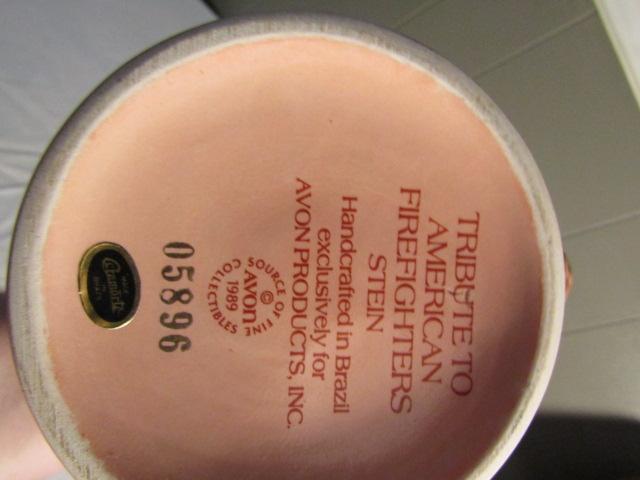 TRIBUTE TO
AMERICAN
FIREFIGHTERS
STEIN
Handcrafted in Brazil
exclusively for
AVON PRODUCTS, INC.
SOURCE OF FINE
COLLECTIBLES
©
Avon
1989
05896
Ceramarte